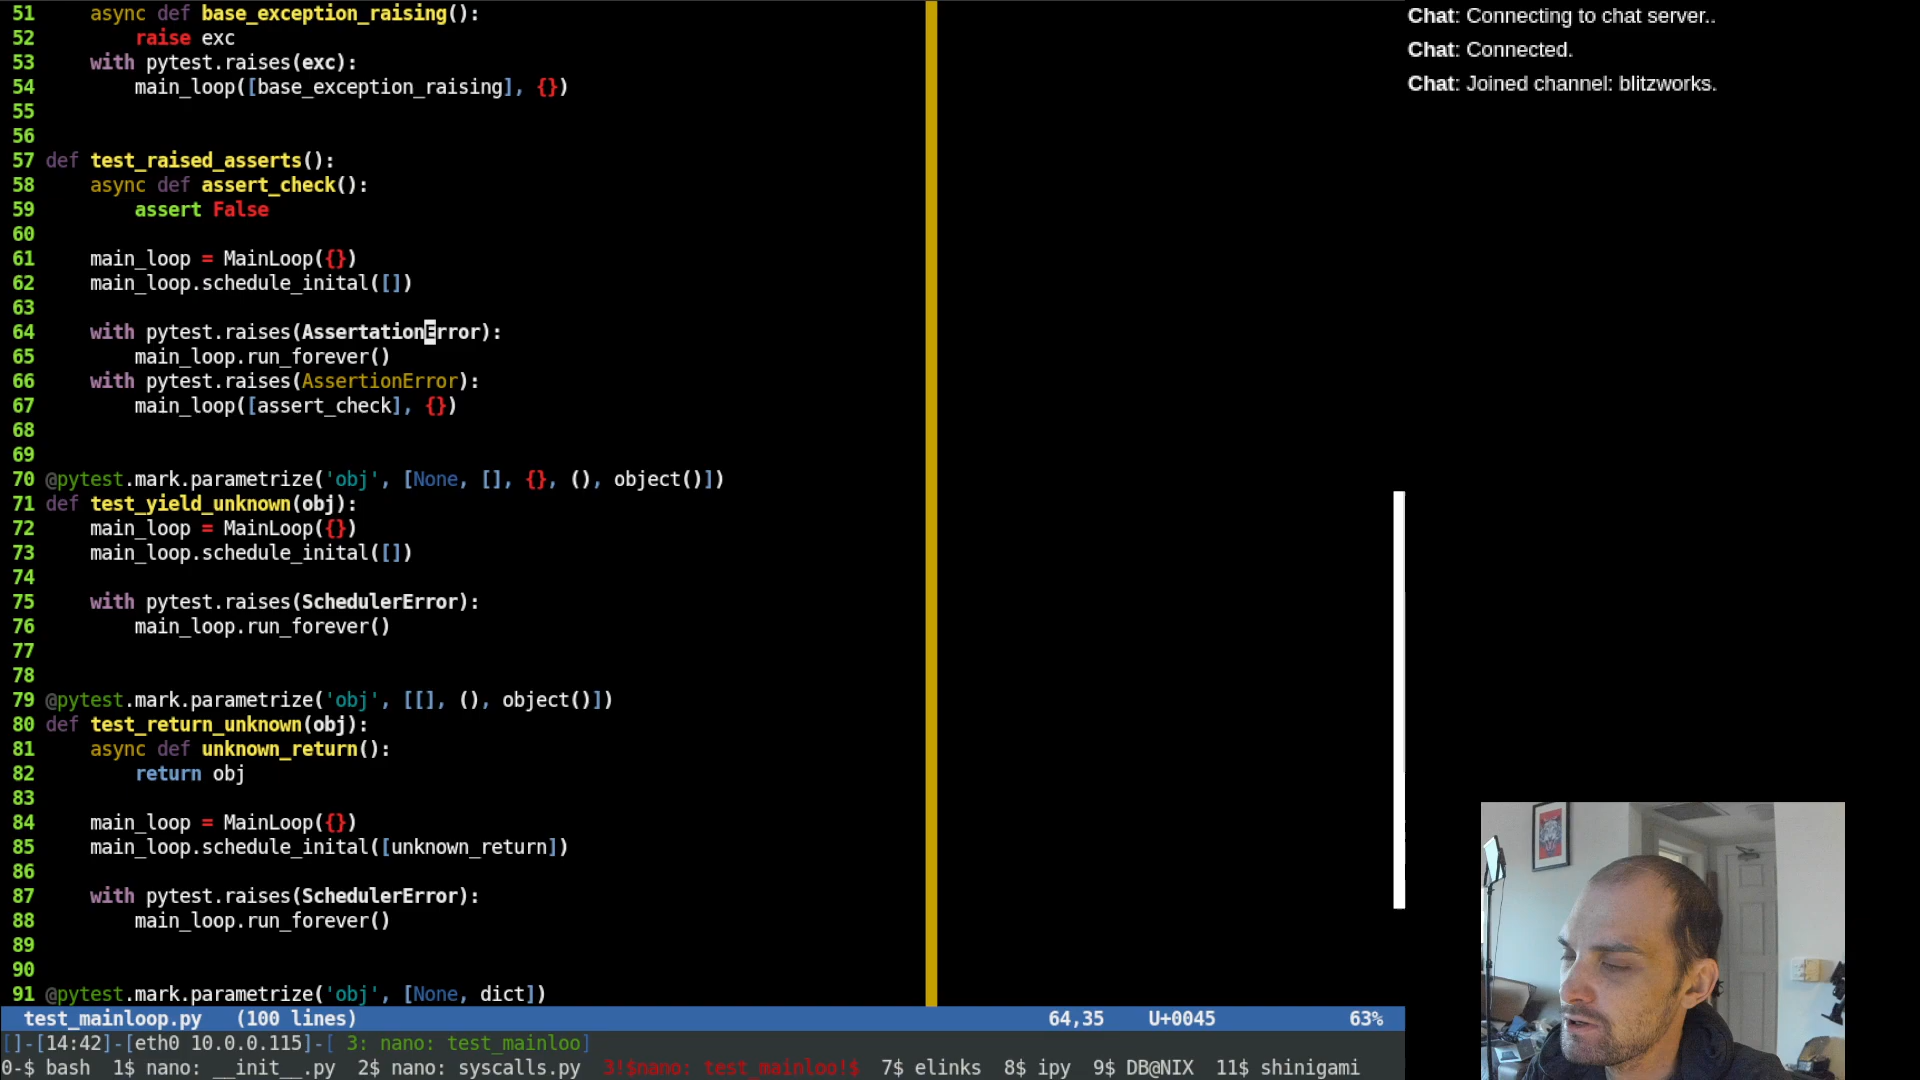 51     async def base_exception_raising():
52         raise exc
53     with pytest.raises(exc):
54         main_loop([base_exception_raising], {})
55
56
57 def test_raised_asserts():
58     async def assert_check():
59         assert False
60
61     main_loop = MainLoop({})
62     main_loop.schedule_inital([])
63
64     with pytest.raises(AssertationError):
65         main_loop.run_forever()
66     with pytest.raises(AssertionError):
67         main_loop([assert_check], {})
68
69
70 @pytest.mark.parametrize('obj', [None, [], {}, (), object()])
71 def test_yield_unknown(obj):
72     main_loop = MainLoop({})
73     main_loop.schedule_inital([])
74
75     with pytest.raises(SchedulerError):
76         main_loop.run_forever()
77
78
79 @pytest.mark.parametrize('obj', [[], (), object()])
80 def test_return_unknown(obj):
81     async def unknown_return():
82         return obj
83
84     main_loop = MainLoop({})
85     main_loop.schedule_inital([unknown_return])
86
87     with pytest.raises(SchedulerError):
88         main_loop.run_forever()
89
90
91 @pytest.mark.parametrize('obj', [None, dict])
test_mainloop.py   (100 lines)   64,35   U+0045   63%
[]-[14:42]-[eth0 10.0.0.115]-[ 3: nano: test_mainloo]
0-$ bash  1$ nano: __init__.py  2$ nano: syscalls.py  3!$nano: test_mainloo!$  7$ elinks  8$ ipy  9$ DB@NIX  11$ shinigami
Chat: Connecting to chat server..
Chat: Connected.
Chat: Joined channel: blitzworks.